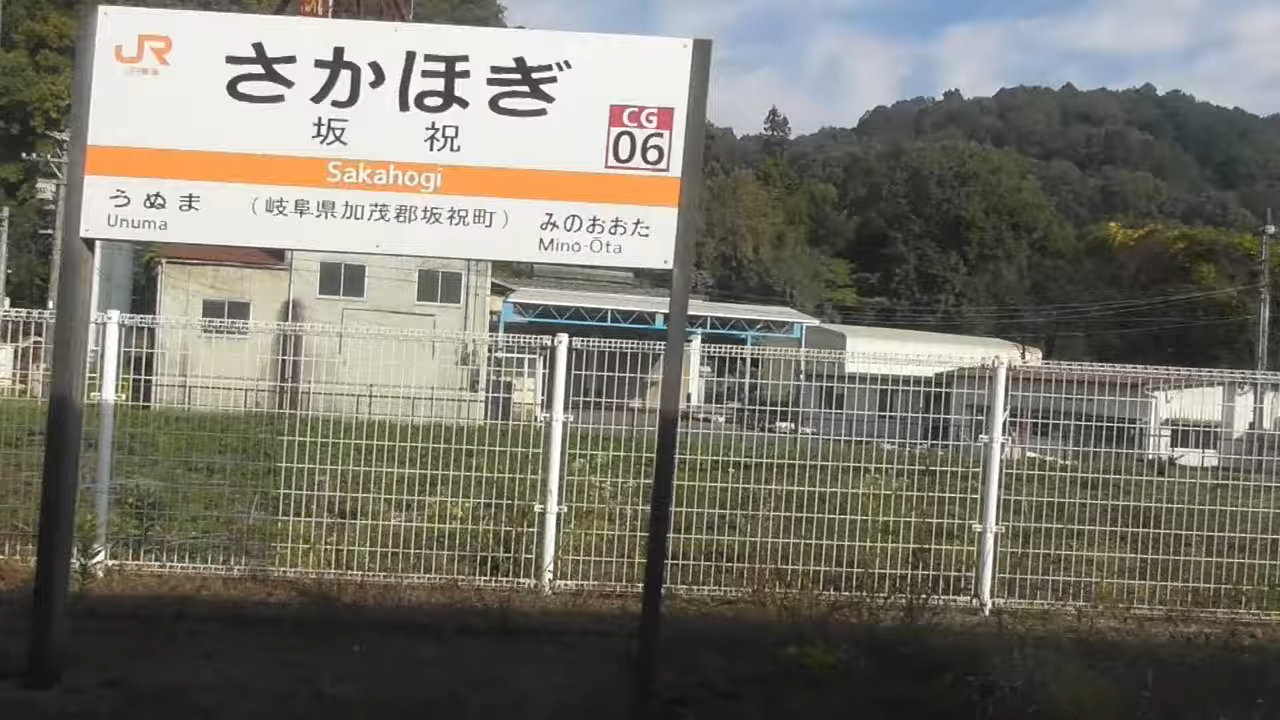 JR
さかほぎ
坂 祝
CG
06
Sakahogi
うぬま
Unuma
（岐阜県加茂郡坂祝町）
みのおおた
Mino-Ōta